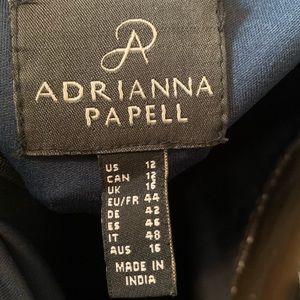 ADRIANNA
PAPELL
US 12
CAN 12
UK 16
EU/FR 44
DE 42
ES 46
IT 48
AUS 16
MADE IN
INDIA